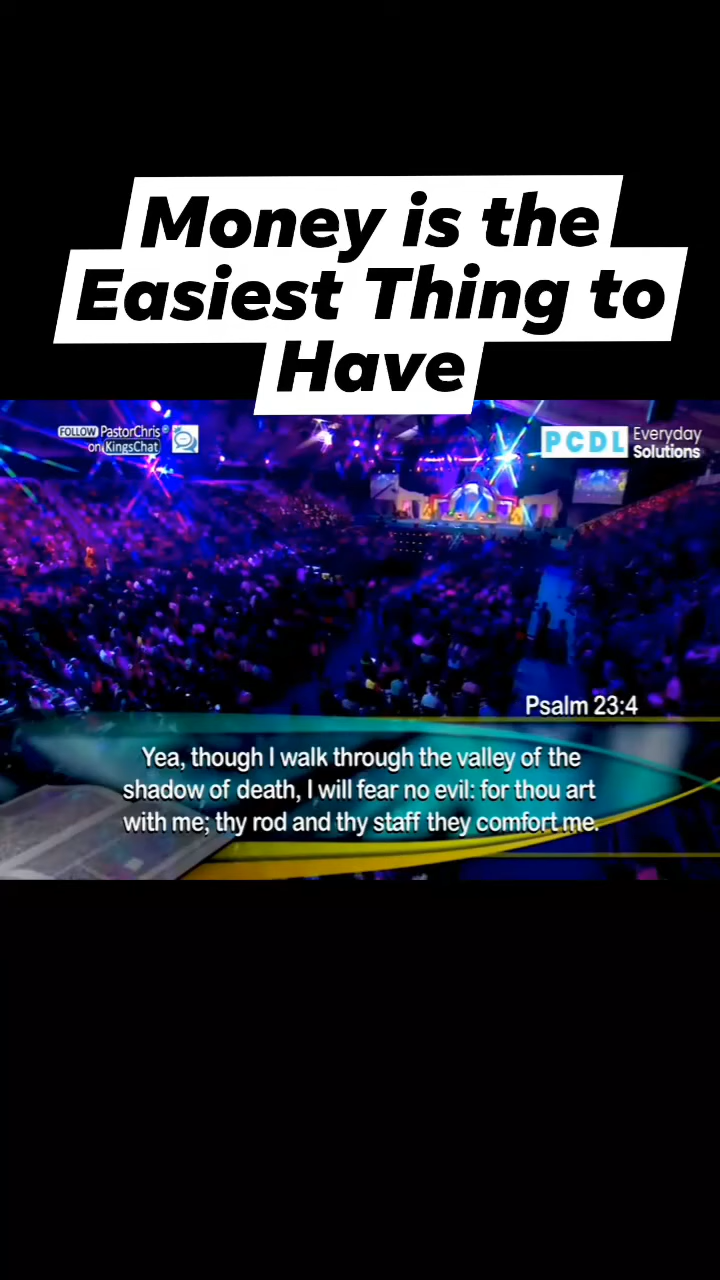 Money is the
Easiest Thing to
Have
FOLLOW PastorChris®
on KingsChat
PCDL Everyday
Solutions
Psalm 23:4
Yea, though I walk through the valley of the
shadow of death, I will fear no evil: for thou art
with me; thy rod and thy staff they comfort me.